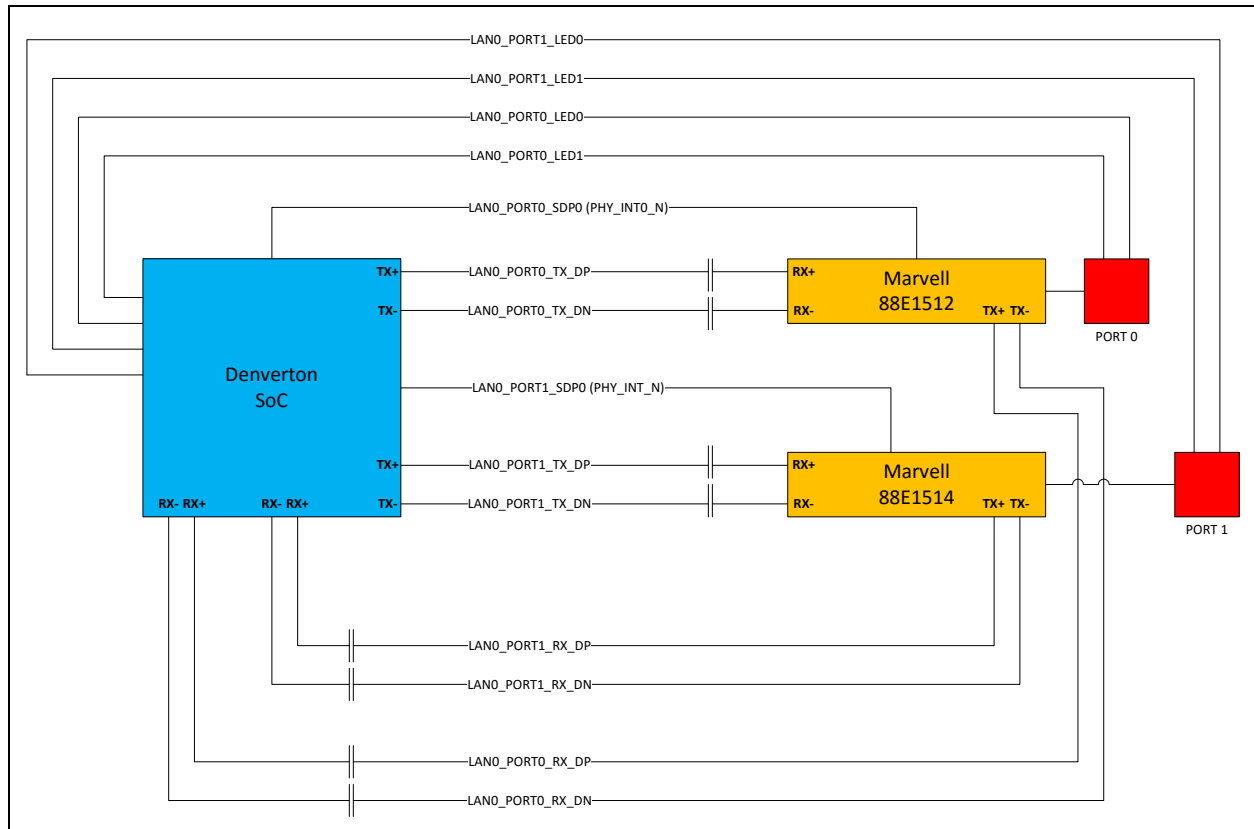 LAN0_PORT1_LED0
LAN0_PORT1_LED1
LAN0_PORT0_LED0
LAN0_PORT0_LED1
LAN0_PORT0_SDP0 (PHY_INT0_N)
TX+
LAN0_PORT0_TX_DP
RX+
Marvell
88E1512
TX-
LAN0_PORT0_TX_DN
RX-
TX+ TX-
PORT 0
Denverton
SoC
LAN0_PORT1_SDP0 (PHY_INT_N)
TX+
LAN0_PORT1_TX_DP
RX+
Marvell
88E1514
RX- RX+
RX- RX+
TX-
LAN0_PORT1_TX_DN
RX-
TX+ TX-
PORT 1
LAN0_PORT1_RX_DP
LAN0_PORT1_RX_DN
LAN0_PORT0_RX_DP
LAN0_PORT0_RX_DN